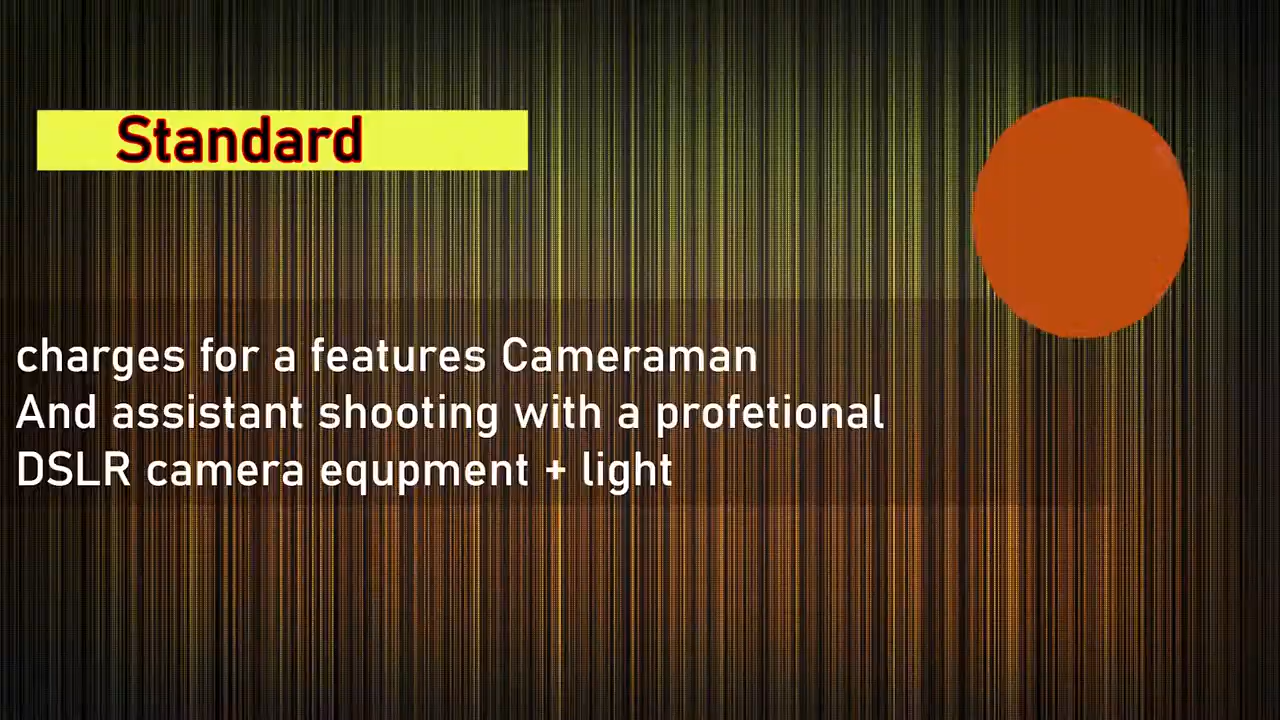 Standard
charges for a features Cameraman
And assistant shooting with a profetional
DSLR camera equpment + light